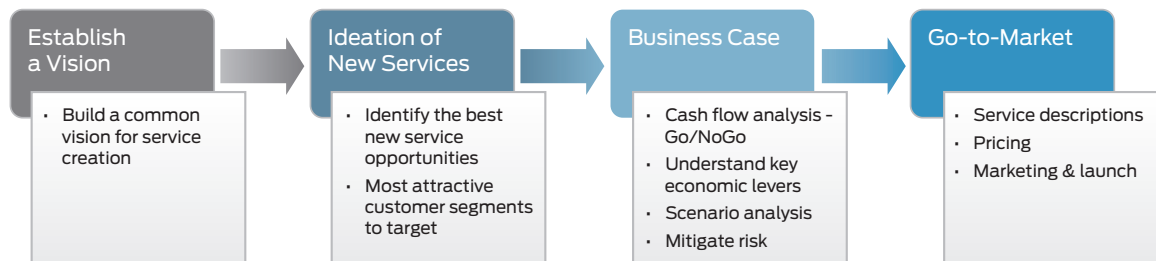 Establish
a Vision
· Build a common
vision for service
creation
Ideation of
New Services
· Identify the best
new service
opportunities
· Most attractive
customer segments
to target
Business Case
· Cash flow analysis -
Go/NoGo
· Understand key
economic levers
· Scenario analysis
· Mitigate risk
Go-to-Market
· Service descriptions
· Pricing
· Marketing & launch